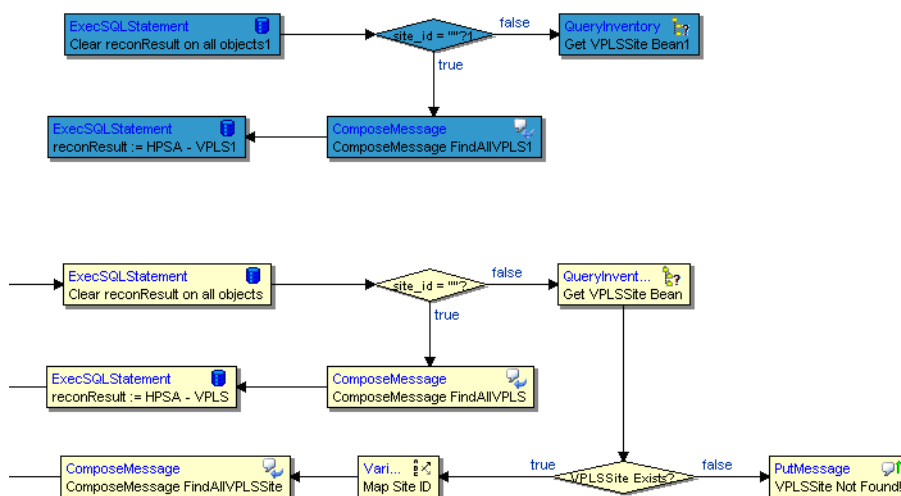 ExecSQLStatement
Clear reconResult on all objects1
site_id = ""?1
false
QueryInventory
Get VPLSSite Bean1
true
ExecSQLStatement
reconResult := HPSA - VPLS1
ComposeMessage
ComposeMessage FindAllVPLS1
ExecSQLStatement
Clear reconResult on all objects
site_id = ""?
false
QueryInvent...
Get VPLSSite Bean
true
ExecSQLStatement
reconResult := HPSA - VPLS
ComposeMessage
ComposeMessage FindAllVPLS
ComposeMessage
ComposeMessage FindAllVPLSSite
Vari...
Map Site ID
true
VPLSSite Exists?
false
PutMessage
VPLSSite Not Found!